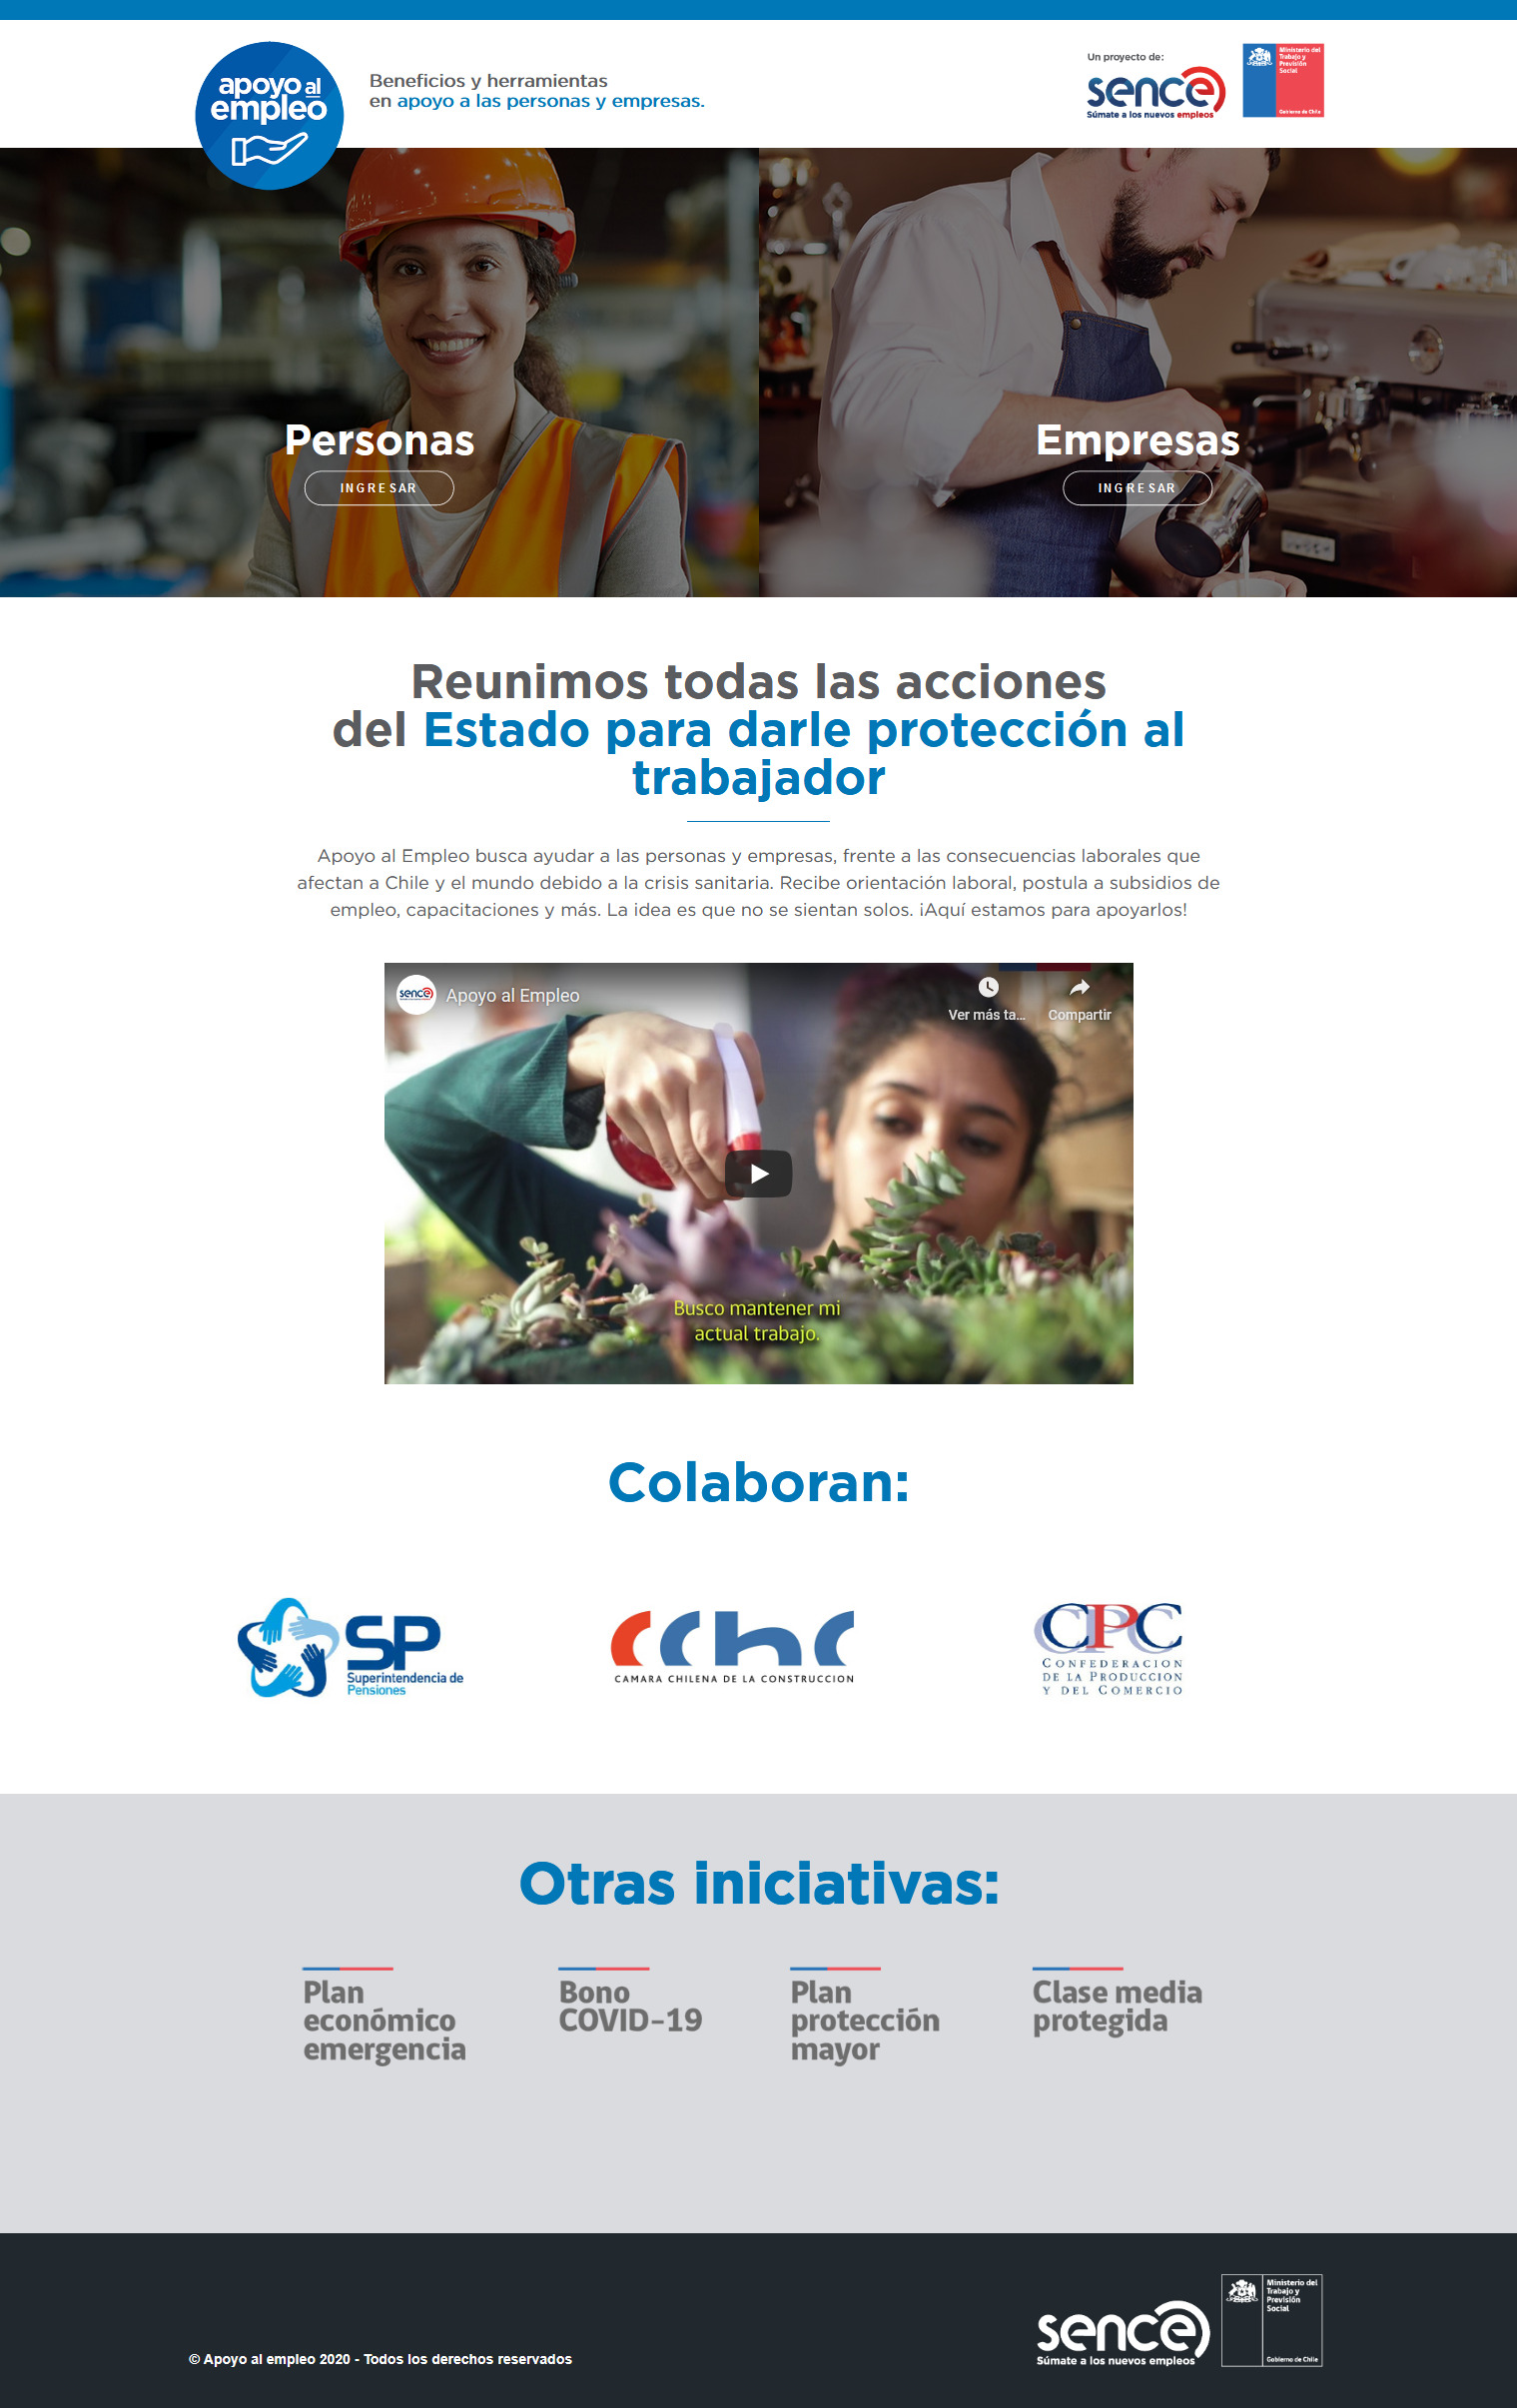 apoyo al
empleo
Beneficios y herramientas
en apoyo a las personas y empresas.
Un proyecto de:
sence
Súmate a los nuevos empleos
Ministerio del
Trabajo y
Previsión
Social
Gobierno de Chile
Personas
INGRESAR
Empresas
INGRESAR
Reunimos todas las acciones
del Estado para darle protección al
trabajador
Apoyo al Empleo busca ayudar a las personas y empresas, frente a las consecuencias laborales que
afectan a Chile y el mundo debido a la crisis sanitaria. Recibe orientación laboral, postula a subsidios de
empleo, capacitaciones y más. La idea es que no se sientan solos. ¡Aquí estamos para apoyarlos!
sence
Apoyo al Empleo
Ver más ta...
Compartir
Busco mantener mi
actual trabajo.
Colaboran:
SP
Superintendencia de
Pensiones
cchc
CAMARA CHILENA DE LA CONSTRUCCION
CPC
CONFEDERACION
DE LA PRODUCCION
Y DEL COMERCIO
Otras iniciativas:
Plan
económico
emergencia
Bono
COVID-19
Plan
protección
mayor
Clase media
protegida
© Apoyo al empleo 2020 - Todos los derechos reservados
sence
Súmate a los nuevos empleos
Ministerio del
Trabajo y
Previsión
Social
Gobierno de Chile